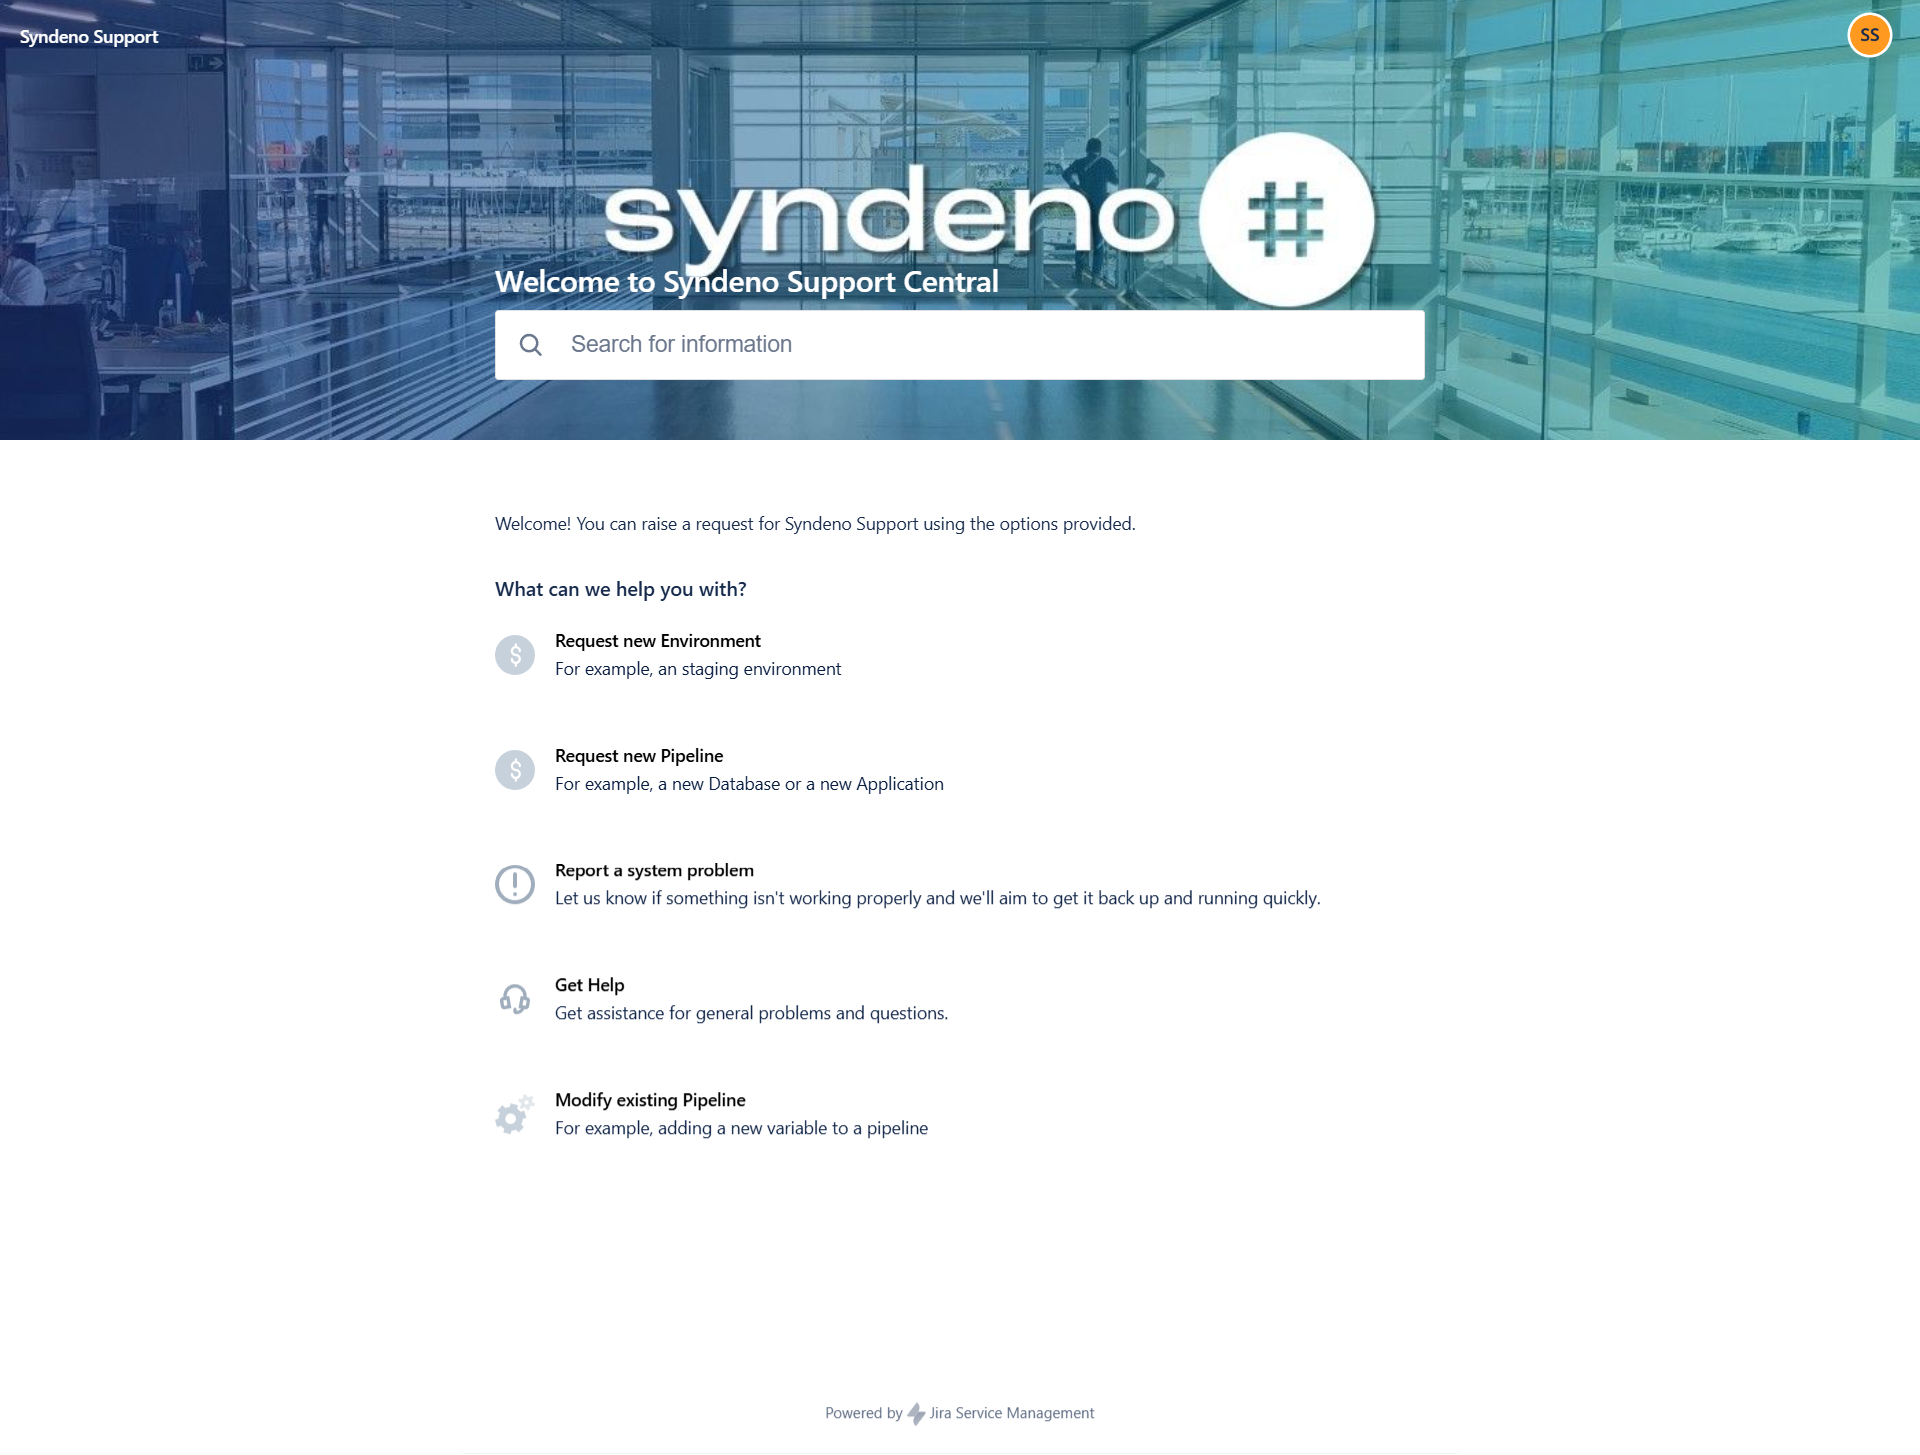 Syndeno Support
SS
syndeno #
Welcome to Syndeno Support Central
Search for information
Welcome! You can raise a request for Syndeno Support using the options provided.
What can we help you with?
Request new Environment
For example, an staging environment
Request new Pipeline
For example, a new Database or a new Application
Report a system problem
Let us know if something isn't working properly and we'll aim to get it back up and running quickly.
Get Help
Get assistance for general problems and questions.
Modify existing Pipeline
For example, adding a new variable to a pipeline
Powered by Jira Service Management